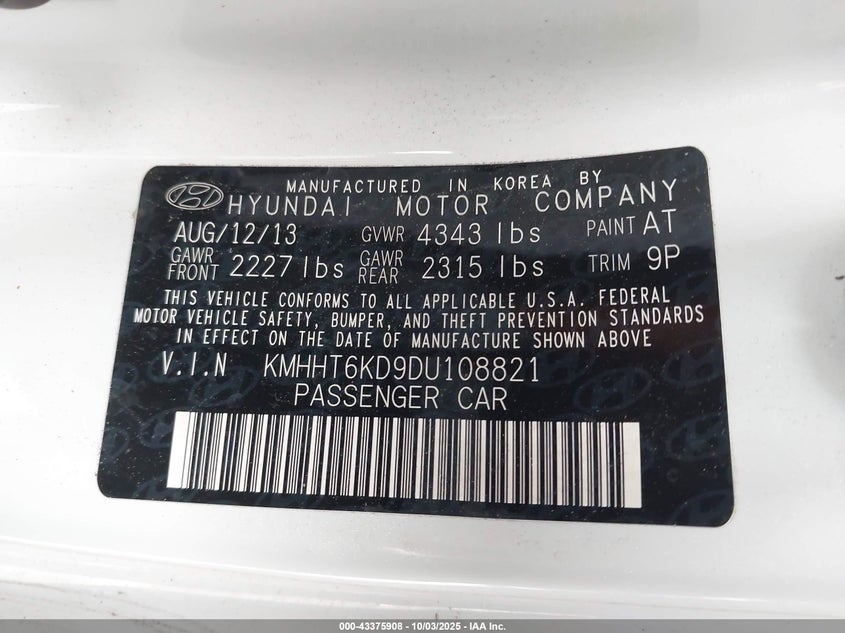 MANUFACTURED IN KOREA BY
HYUNDAI MOTOR COMPANY
AUG/12/13 GVWR 4343 lbs PAINT AT
GAWR FRONT 2227 lbs GAWR REAR 2315 lbs TRIM 9P
THIS VEHICLE CONFORMS TO ALL APPLICABLE U.S.A. FEDERAL
MOTOR VEHICLE SAFETY, BUMPER, AND THEFT PREVENTION STANDARDS
IN EFFECT ON THE DATE OF MANUFACTURE SHOWN ABOVE
V.I.N KMHHT6KD9DU108821
PASSENGER CAR
000-43375908 - 10/03/2025 - IAA Inc.